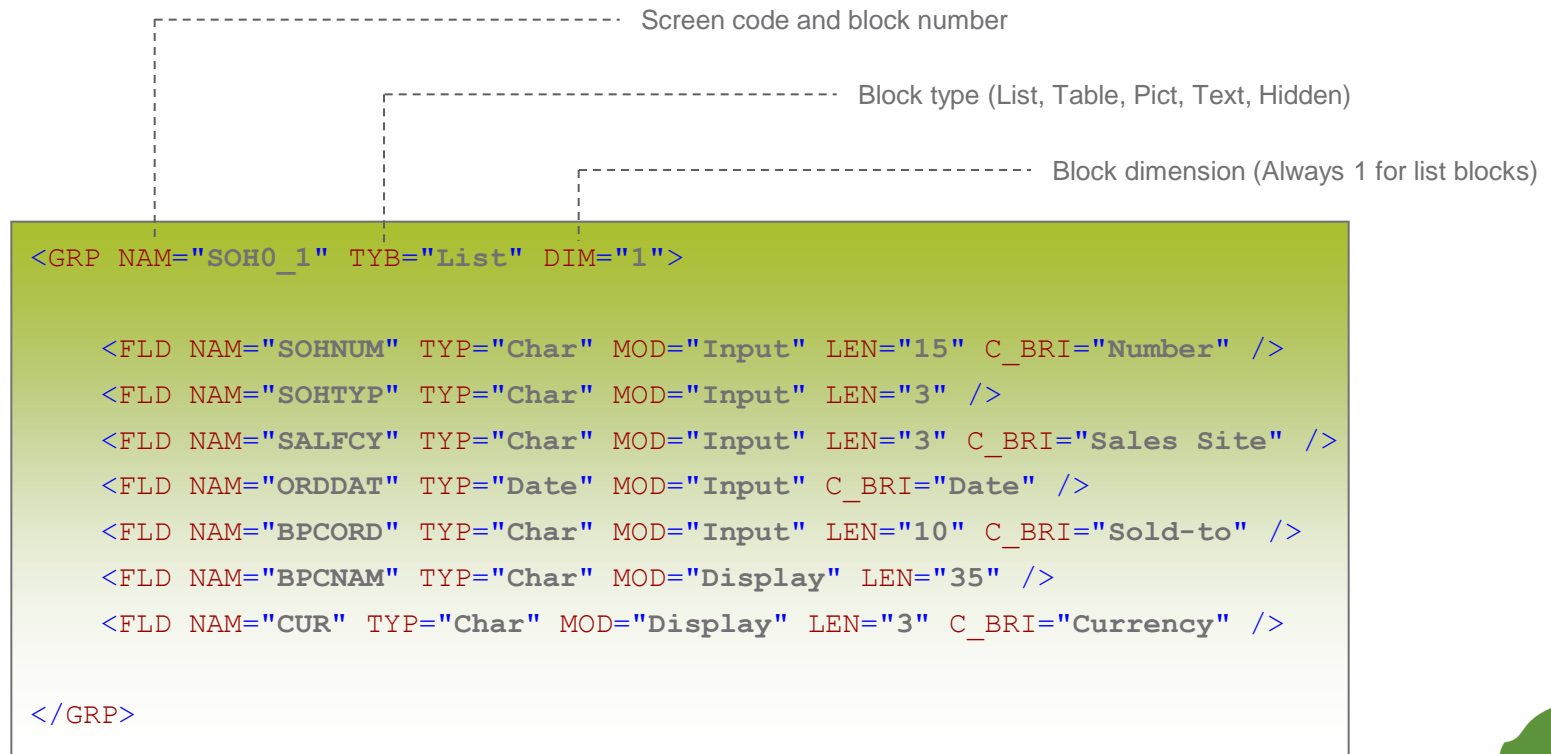 Screen code and block number
Block type (List, Table, Pict, Text, Hidden)
Block dimension (Always 1 for list blocks)
<GRP NAM="SOH0_1" TYB="List" DIM="1">
<FLD NAM="SOHNUM" TYP="Char" MOD="Input" LEN="15" C_BRI="Number" />
<FLD NAM="SOHTYP" TYP="Char" MOD="Input" LEN="3" />
<FLD NAM="SALFCY" TYP="Char" MOD="Input" LEN="3" C_BRI="Sales Site" />
<FLD NAM="ORDDAT" TYP="Date" MOD="Input" C_BRI="Date" />
<FLD NAM="BPCORD" TYP="Char" MOD="Input" LEN="10" C_BRI="Sold-to" />
<FLD NAM="BPCNAM" TYP="Char" MOD="Display" LEN="35" />
<FLD NAM="CUR" TYP="Char" MOD="Display" LEN="3" C_BRI="Currency" />
</GRP>